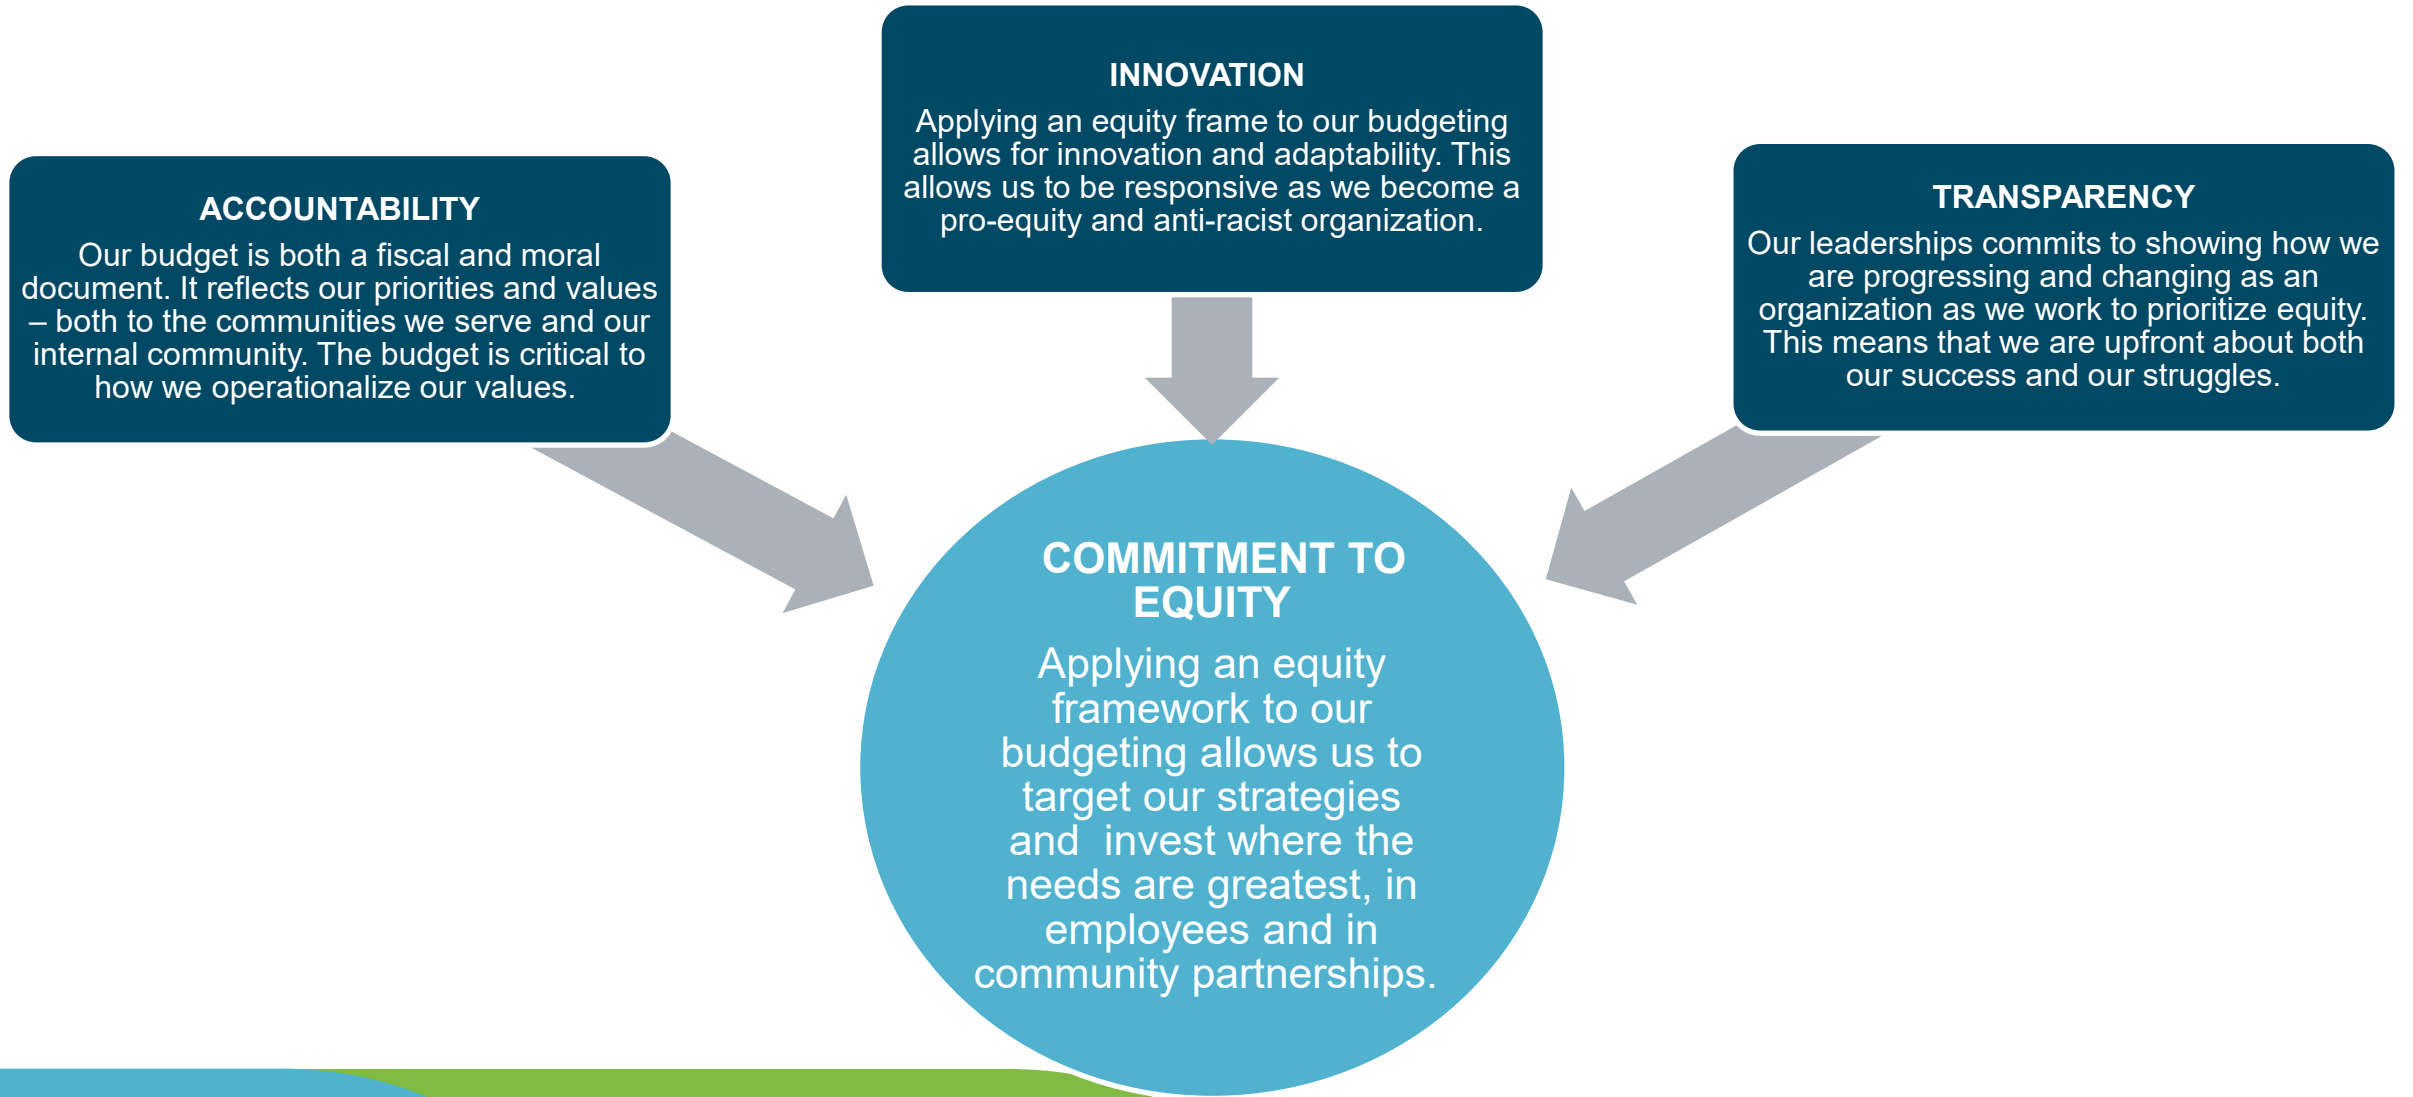 ACCOUNTABILITY
Our budget is both a fiscal and moral
document. It reflects our priorities and values
– both to the communities we serve and our
internal community. The budget is critical to
how we operationalize our values.
INNOVATION
Applying an equity frame to our budgeting
allows for innovation and adaptability. This
allows us to be responsive as we become a
pro-equity and anti-racist organization.
TRANSPARENCY
Our leaderships commits to showing how we
are progressing and changing as an
organization as we work to prioritize equity.
This means that we are upfront about both
our success and our struggles.
COMMITMENT TO
EQUITY
Applying an equity
framework to our
budgeting allows us to
target our strategies
and  invest where the
needs are greatest, in
employees and in
community partnerships.